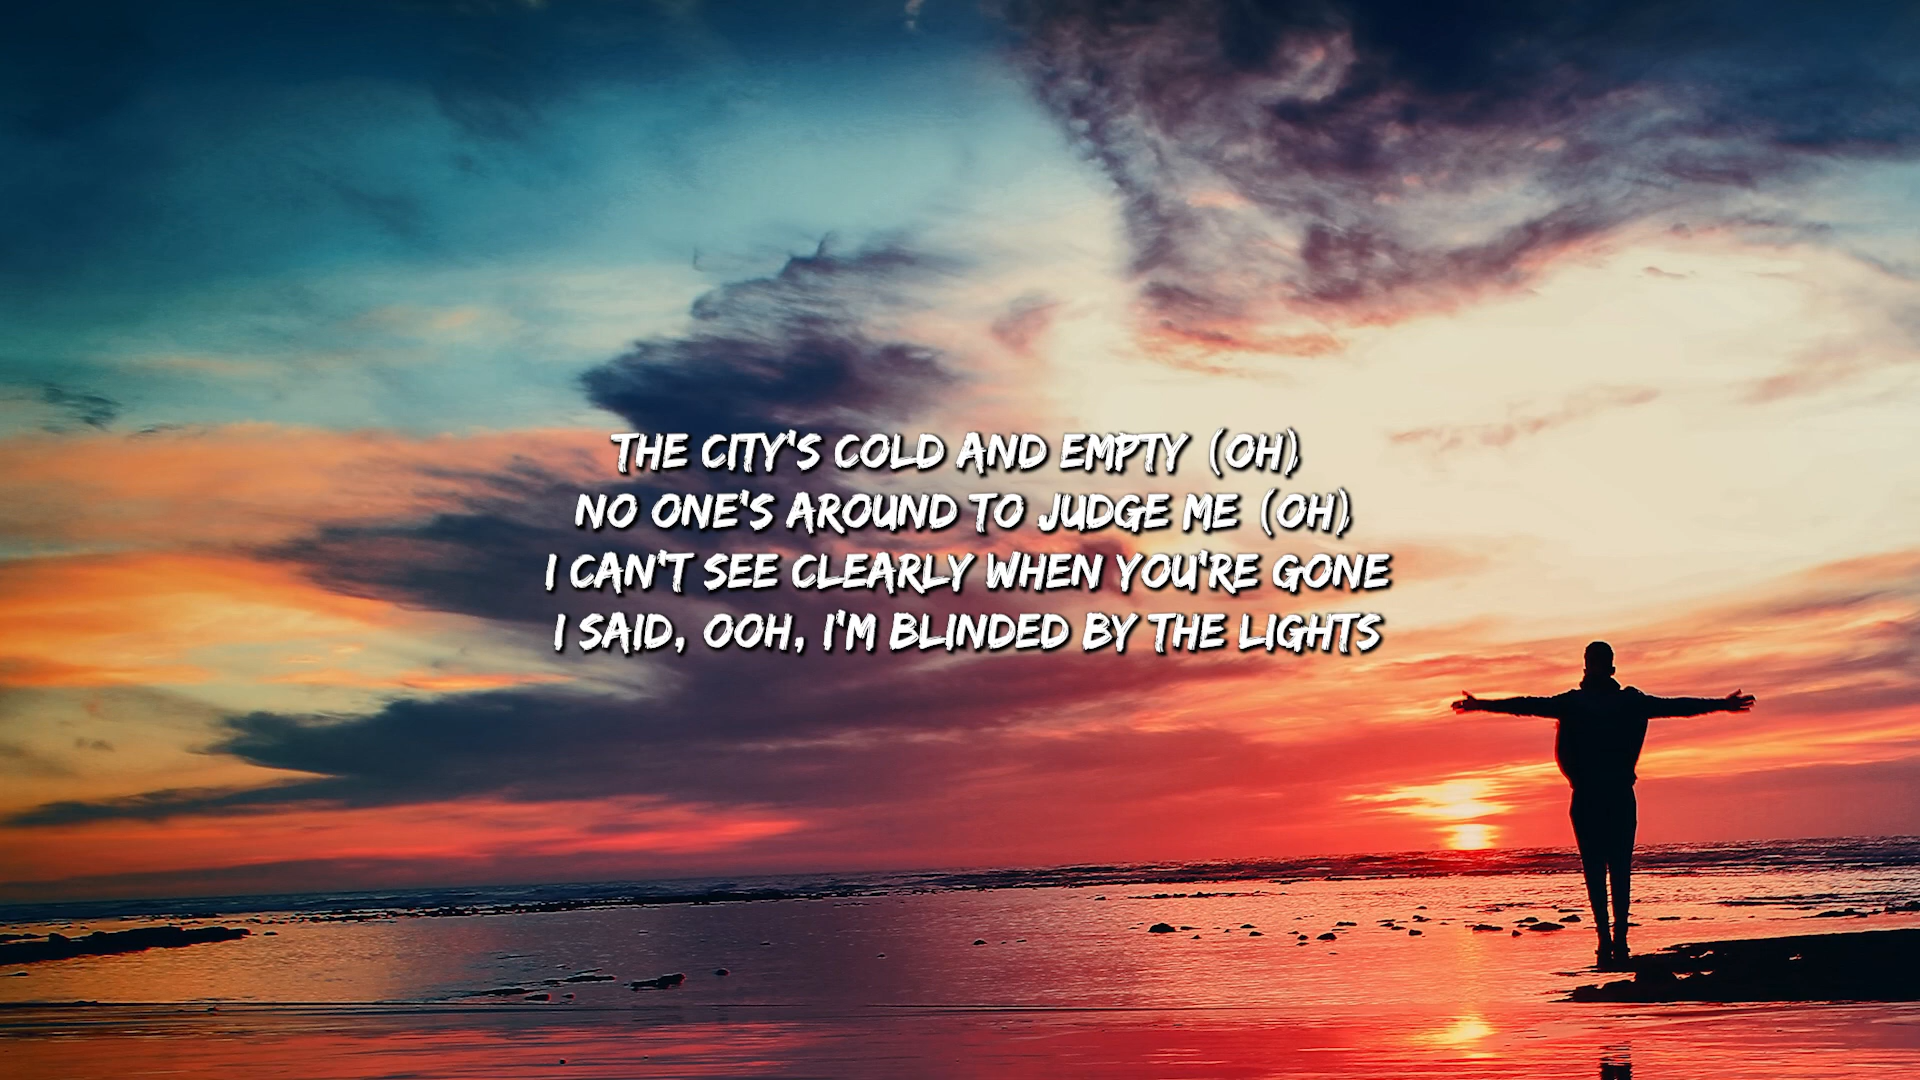 THE CITY'S COLD AND EMPTY (OH)
NO ONE'S AROUND TO JUDGE ME (OH)
I CAN'T SEE CLEARLY WHEN YOU'RE GONE
I SAID, OOH, I'M BLINDED BY THE LIGHTS